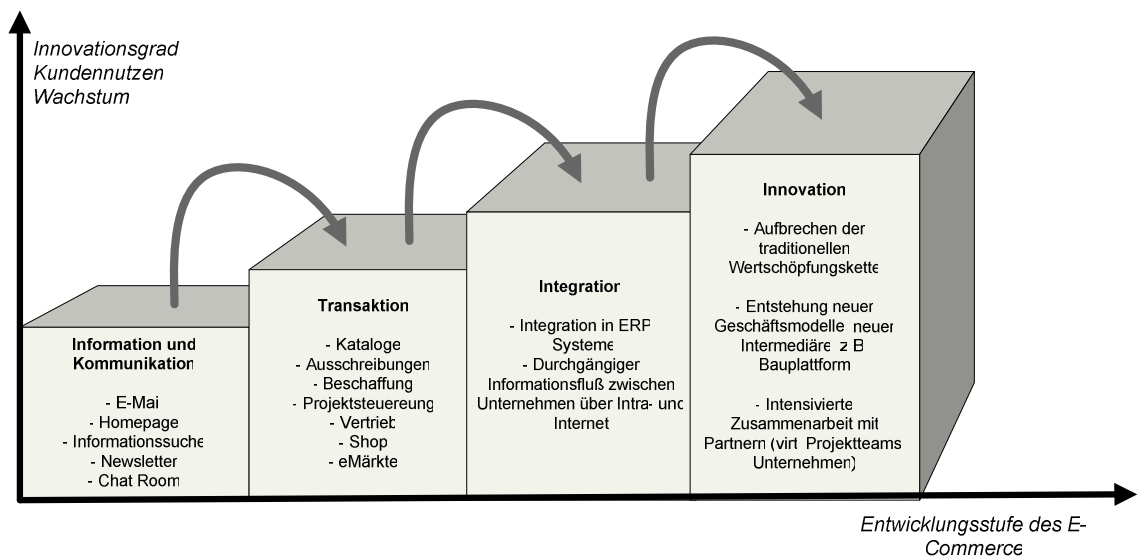 Innovationsgrad
Kundennutzen
Wachstum
Information und
Kommunikation
- E-Mai
- Homepage
- Informationssuche
- Newsletter
- Chat Room
Transaktion
- Kataloge
- Ausschreibungen
- Beschaffung
- Projektsteuereung
- Vertrieb
- Shop
- eMärkte
Integration
- Integration in ERP
Systeme
- Durchgängiger
Informationsfluß zwischen
Unternehmen über Intra- und
Internet
Innovation
- Aufbrechen der
traditionellen
Wertschöpfungskette
- Entstehung neuer
Geschäftsmodelle neuer
Intermediäre z B
Bauplattform
- Intensivierte
Zusammenarbeit mit
Partnern (virt Projektteams
Unternehmen)
Entwicklungsstufe des E-
Commerce